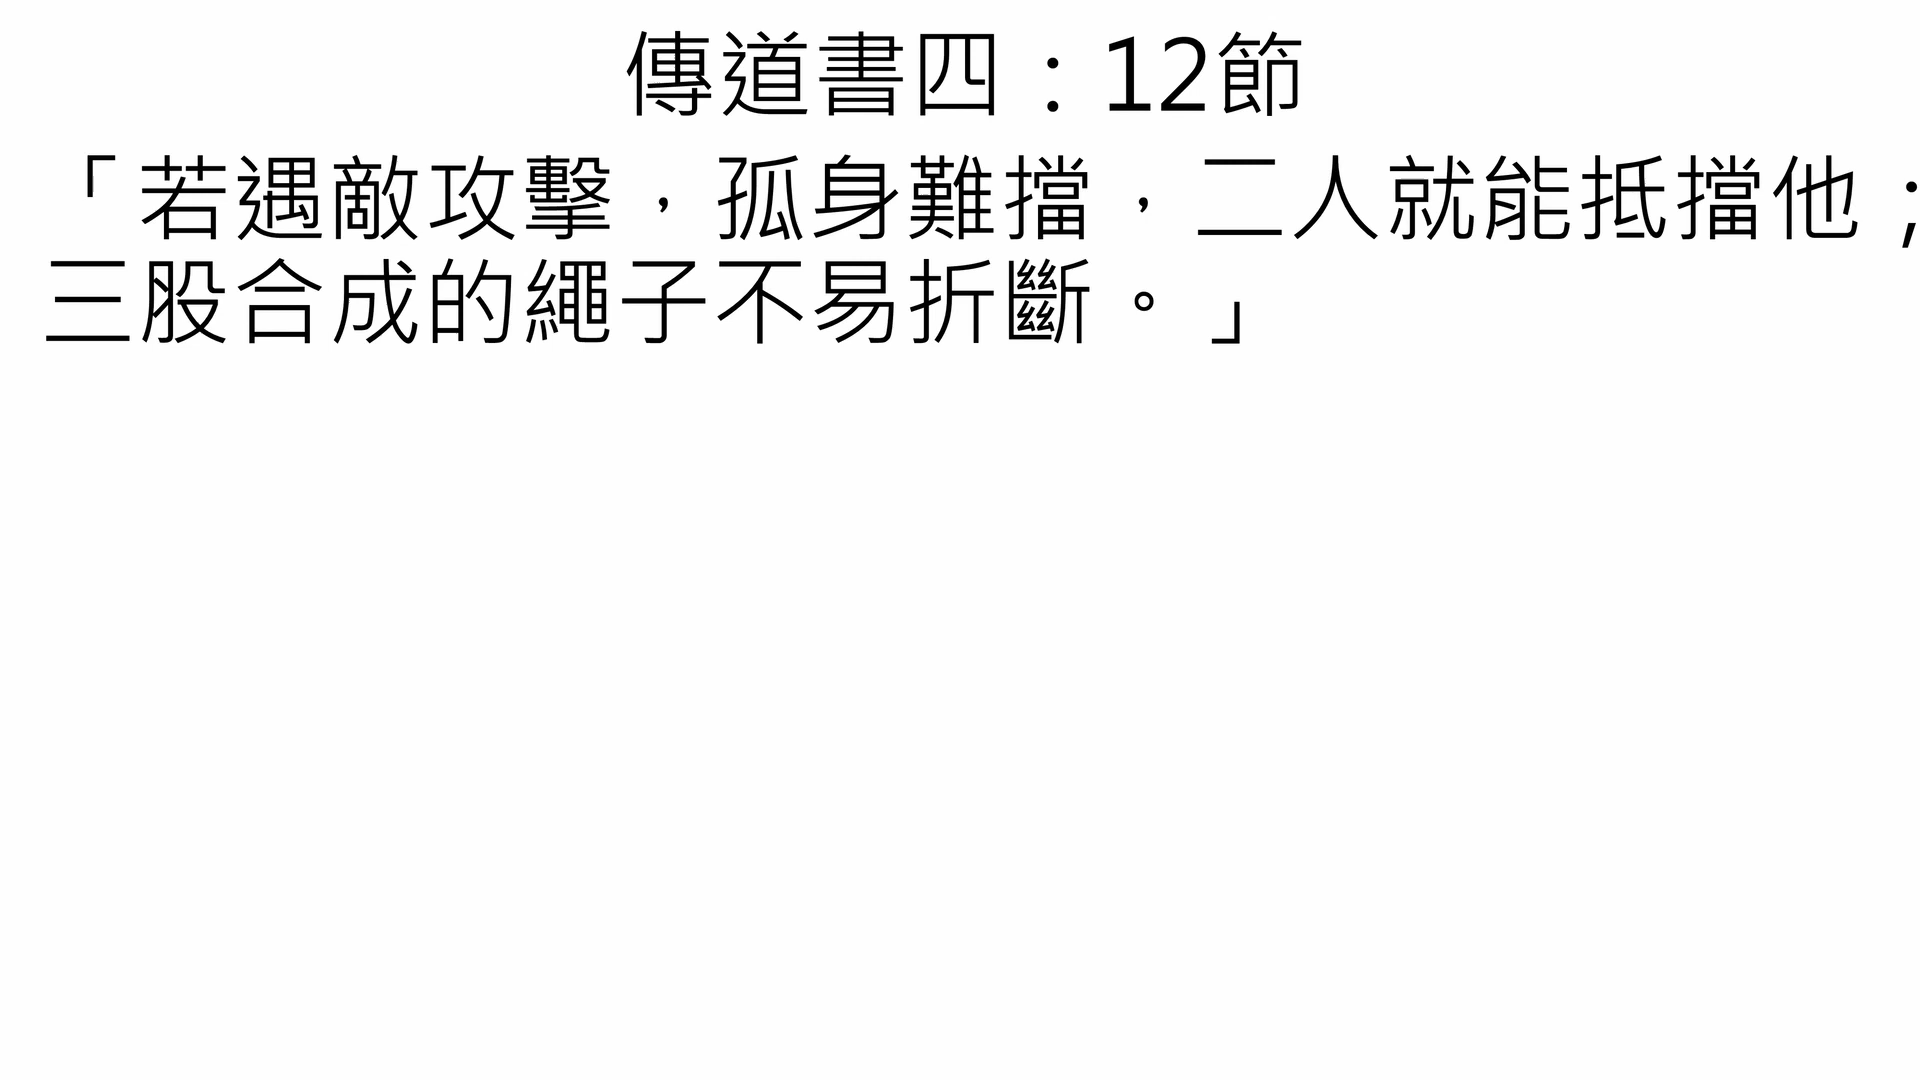 傳道書四：12節
「若遇敵攻擊，孤身難擋，二人就能抵擋他；
三股合成的繩子不易折斷。」